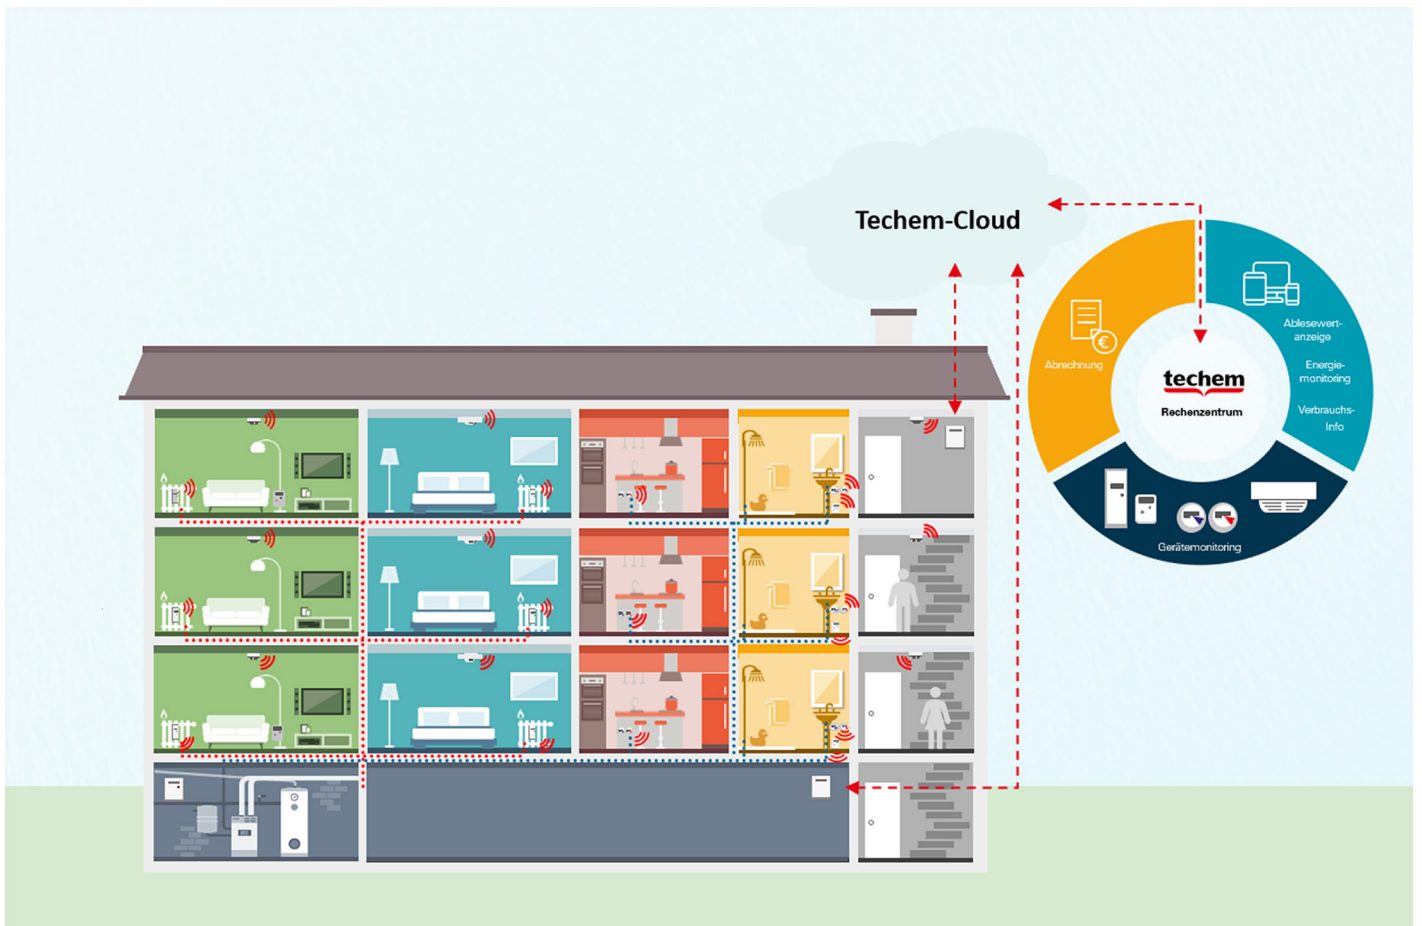 Techem-Cloud
Abrechnung
Ablesewert-
anzeige
Energie-
monitoring
Verbrauchs-
Info
techem
Rechenzentrum
€
Gerätemonitoring